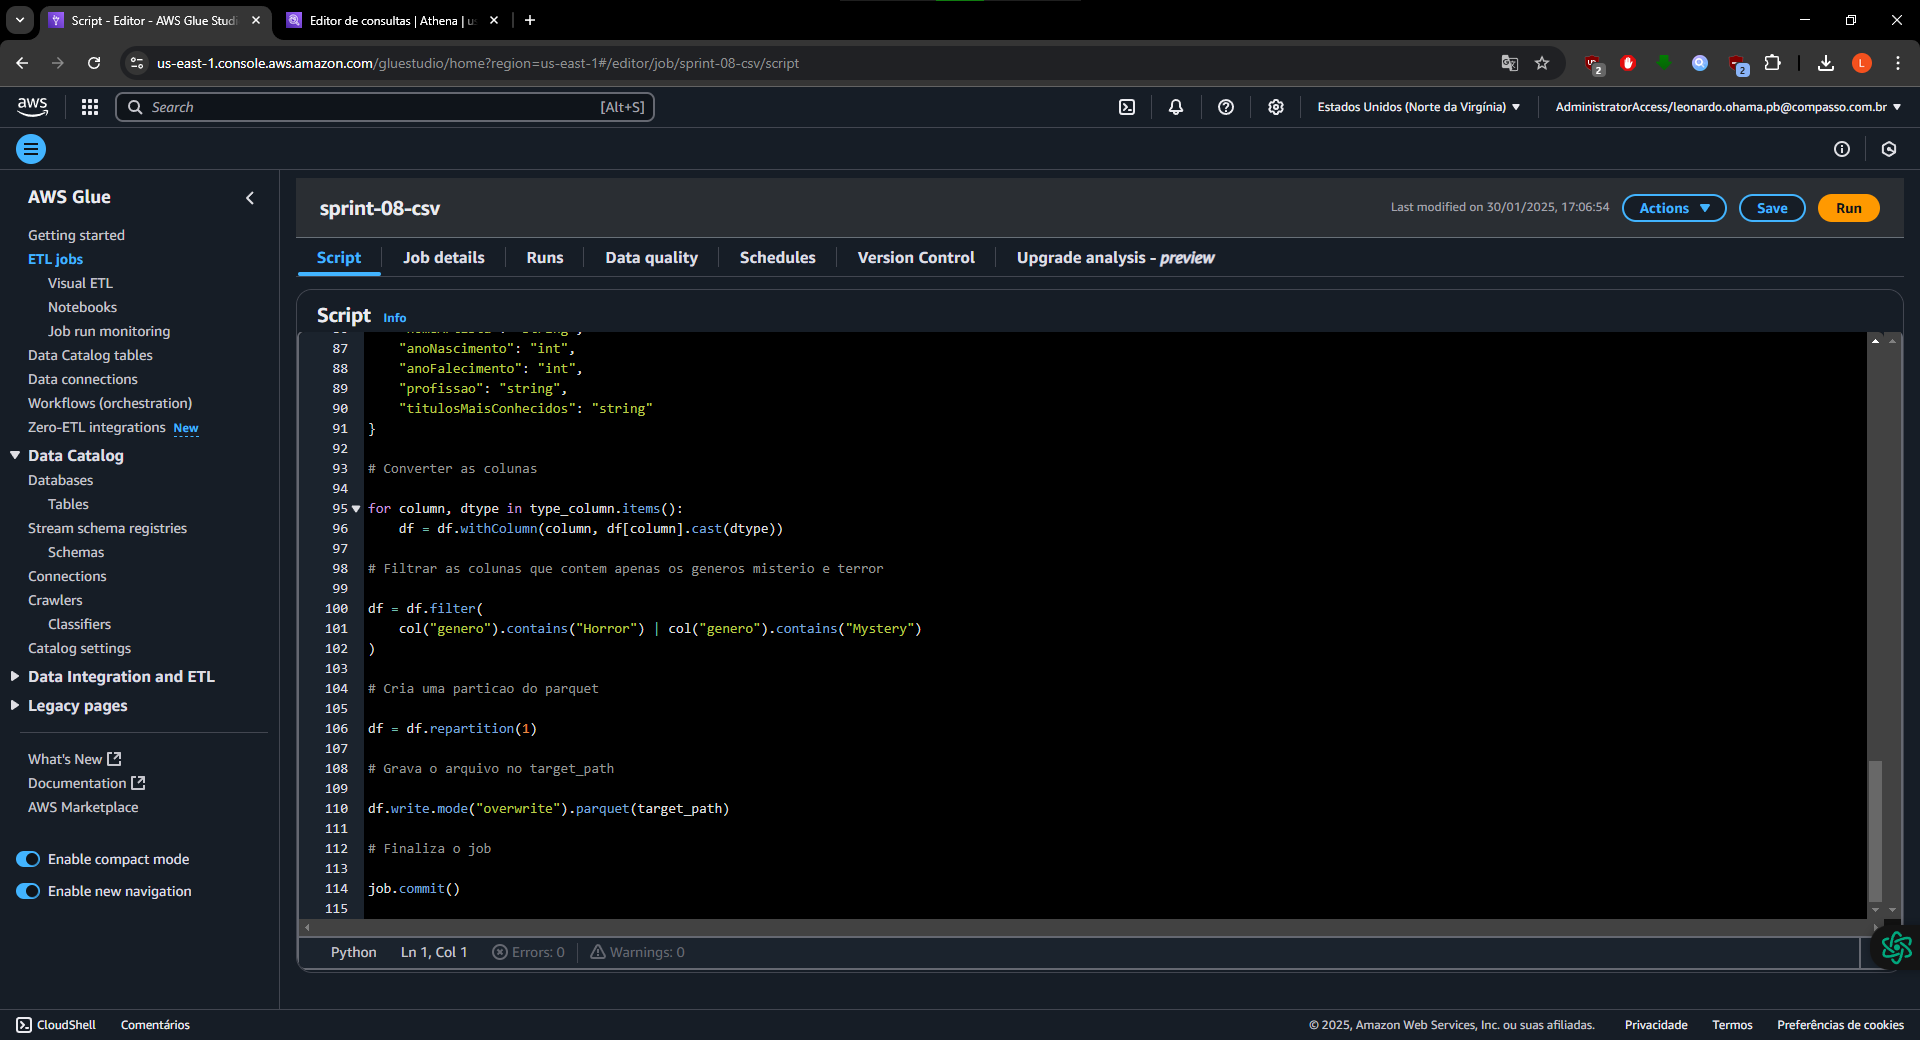 Script - Editor - AWS Glue Studi
Editor de consultas | Athena | us
us-east-1.console.aws.amazon.com/gluestudio/home?region=us-east-1#/editor/job/sprint-08-csv/script
2
2
L
aws
Search
[Alt+S]
Estados Unidos (Norte da Virgínia)
AdministratorAccess/leonardo.ohama.pb@compasso.com.br
AWS Glue
Getting started
ETL jobs
Visual ETL
Notebooks
Job run monitoring
Data Catalog tables
Data connections
Workflows (orchestration)
Zero-ETL integrations New
Data Catalog
Databases
Tables
Stream schema registries
Schemas
Connections
Crawlers
Classifiers
Catalog settings
Data Integration and ETL
Legacy pages
What's New
Documentation
AWS Marketplace
Enable compact mode
Enable new navigation
sprint-08-csv
Last modified on 30/01/2025, 17:06:54
Actions
Save
Run
Script
Job details
Runs
Data quality
Schedules
Version Control
Upgrade analysis - preview
Script Info
87 "anoNascimento": "int",
88 "anoFalecimento": "int",
89 "profissao": "string",
90 "titulosMaisConhecidos": "string"
91 }
92
93 # Converter as colunas
94
95 for column, dtype in type_column.items():
96 df = df.withColumn(column, df[column].cast(dtype))
97
98 # Filtrar as colunas que contem apenas os generos misterio e terror
99
100 df = df.filter(
101 col("genero").contains("Horror") | col("genero").contains("Mystery")
102 )
103
104 # Cria uma particao do parquet
105
106 df = df.repartition(1)
107
108 # Grava o arquivo no target_path
109
110 df.write.mode("overwrite").parquet(target_path)
111
112 # Finaliza o job
113
114 job.commit()
115
Python Ln 1, Col 1 Errors: 0 Warnings: 0
CloudShell Comentários
© 2025, Amazon Web Services, Inc. ou suas afiliadas. Privacidade Termos Preferências de cookies